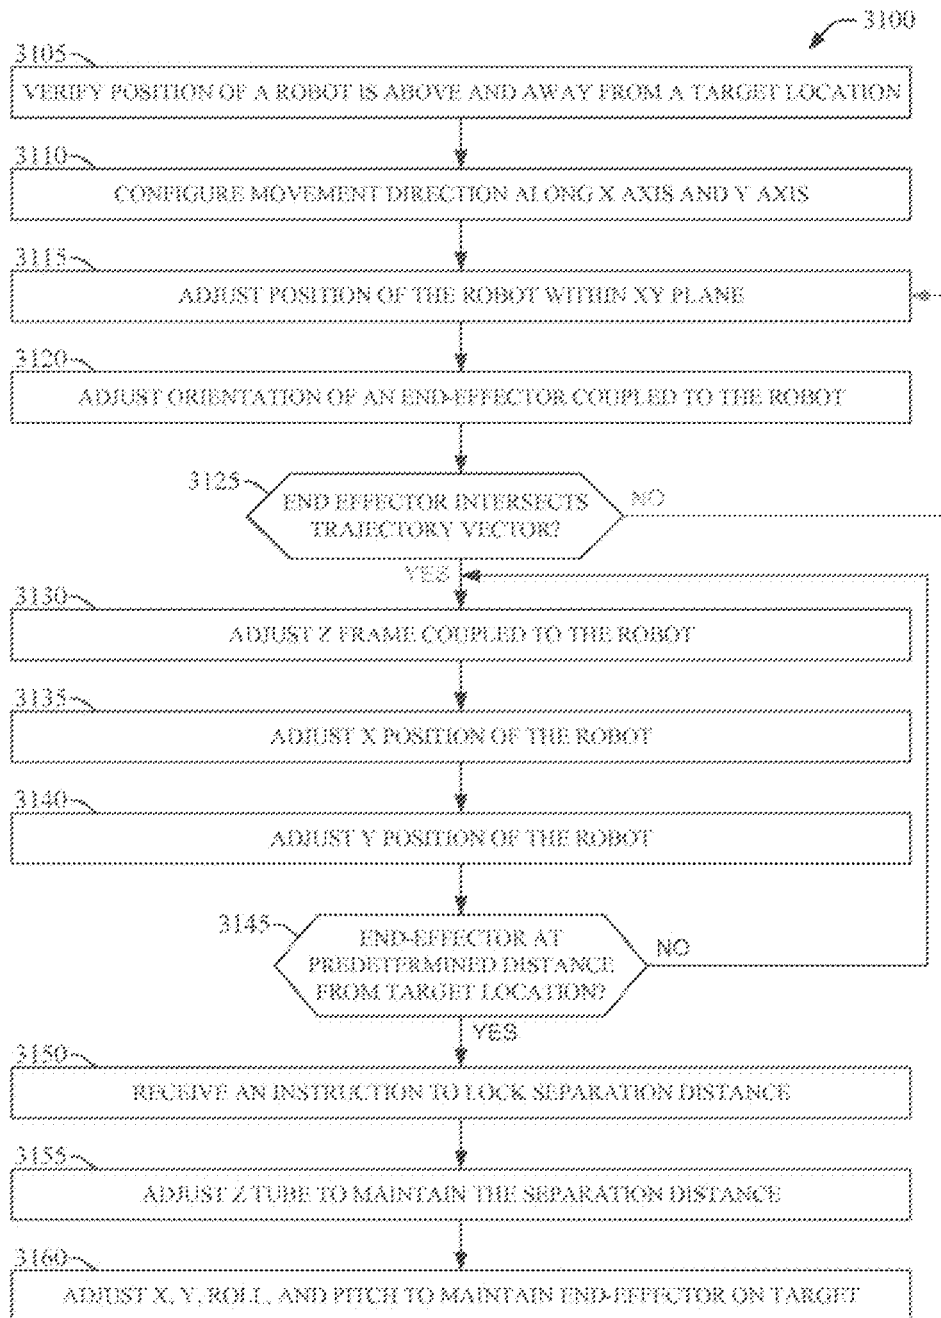 3100
3105
VERIFY POSITION OF A ROBOT IS ABOVE AND AWAY FROM A TARGET LOCATION
3110
CONFIGURE MOVEMENT DIRECTION ALONG X AXIS AND Y AXIS
3115
ADJUST POSITION OF THE ROBOT WITHIN XY PLANE
3120
ADJUST ORIENTATION OF AN END-EFFECTOR COUPLED TO THE ROBOT
3125
END EFFECTOR INTERSECTS
TRAJECTORY VECTOR?
NO
YES
3130
ADJUST Z FRAME COUPLED TO THE ROBOT
3135
ADJUST X POSITION OF THE ROBOT
3140
ADJUST Y POSITION OF THE ROBOT
3145
END-EFFECTOR AT
PREDETERMINED DISTANCE
FROM TARGET LOCATION?
NO
YES
3150
RECEIVE AN INSTRUCTION TO LOCK SEPARATION DISTANCE
3155
ADJUST Z TUBE TO MAINTAIN THE SEPARATION DISTANCE
3160
ADJUST X, Y, ROLL, AND PITCH TO MAINTAIN END-EFFECTOR ON TARGET